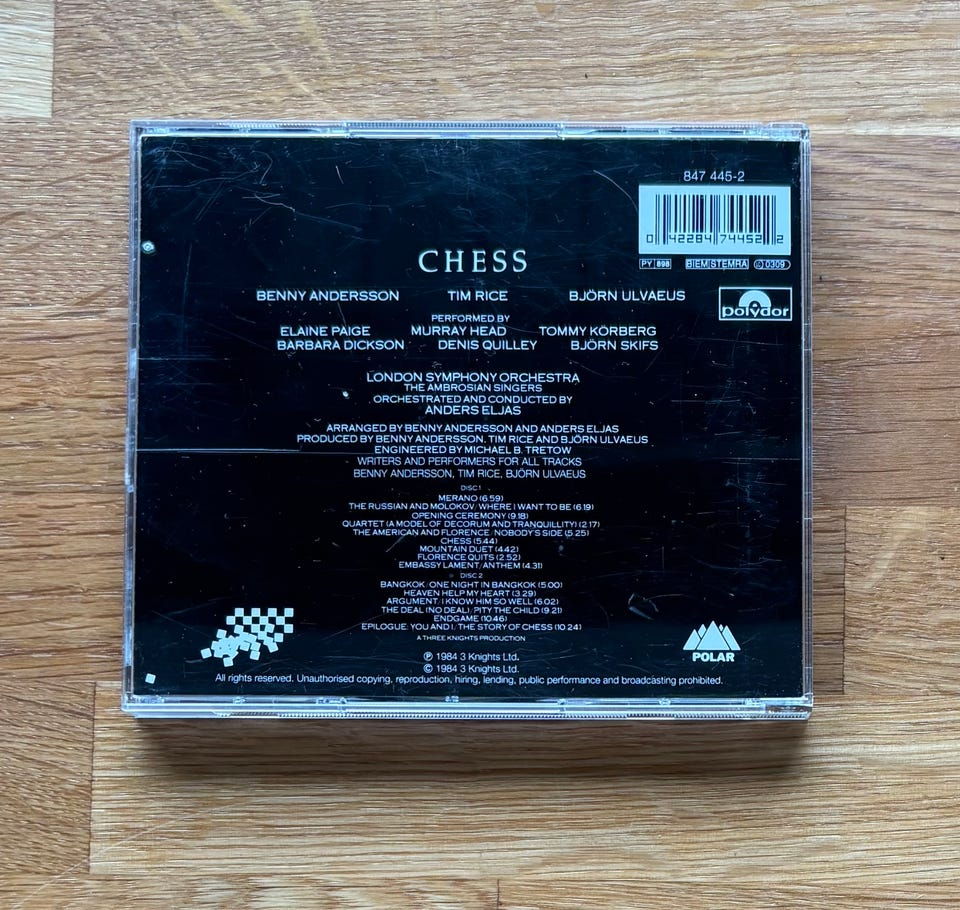 847 445-2
0 42284 74452 2
PY 898 BIEM/STEMRA © 0309
polydor
CHESS
BENNY ANDERSSON TIM RICE BJÖRN ULVAEUS
PERFORMED BY
ELAINE PAIGE MURRAY HEAD TOMMY KÖRBERG
BARBARA DICKSON DENIS QUILLEY BJÖRN SKIFS
LONDON SYMPHONY ORCHESTRA
THE AMBROSIAN SINGERS
ORCHESTRATED AND CONDUCTED BY
ANDERS ELJAS
ARRANGED BY BENNY ANDERSSON AND ANDERS ELJAS
PRODUCED BY BENNY ANDERSSON, TIM RICE AND BJÖRN ULVAEUS
ENGINEERED BY MICHAEL B. TRETOW
WRITERS AND PERFORMERS FOR ALL TRACKS
BENNY ANDERSSON, TIM RICE, BJÖRN ULVAEUS
DISC 1
MERANO (6.59)
THE RUSSIAN AND MOLOKOV/WHERE I WANT TO BE (6.19)
OPENING CEREMONY (9.18)
QUARTET (A MODEL OF DECORUM AND TRANQUILLITY) (2.17)
THE AMERICAN AND FLORENCE/NOBODY'S SIDE (5.25)
CHESS (5.44)
MOUNTAIN DUET (4.42)
FLORENCE QUITS (2.52)
EMBASSY LAMENT/ANTHEM (4.31)
DISC 2
BANGKOK/ONE NIGHT IN BANGKOK (5.00)
HEAVEN HELP MY HEART (3.29)
ARGUMENT/I KNOW HIM SO WELL (6.02)
THE DEAL (NO DEAL)/PITY THE CHILD (9.21)
ENDGAME (10.46)
EPILOGUE: YOU AND I/THE STORY OF CHESS (10.24)
A THREE KNIGHTS PRODUCTION
℗ 1984 3 Knights Ltd.
© 1984 3 Knights Ltd.
All rights reserved. Unauthorised copying, reproduction, hiring, lending, public performance and broadcasting prohibited.
POLAR